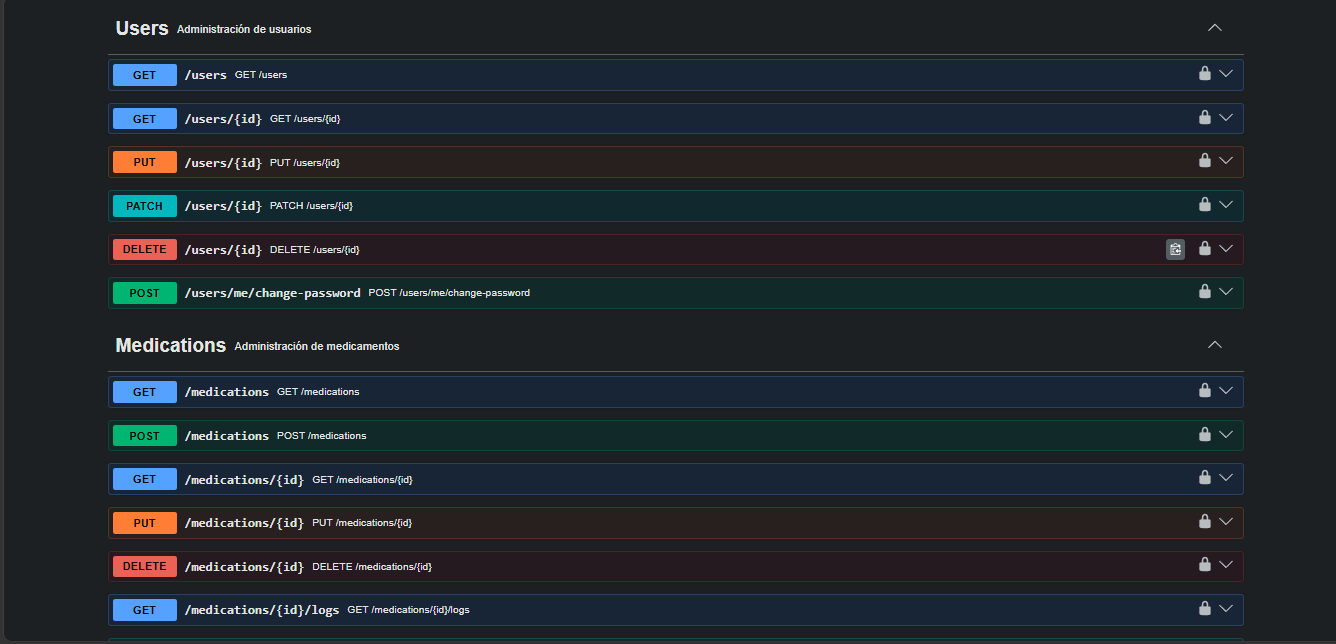 Users Administración de usuarios
GET /users GET /users
GET /users/{id} GET /users/{id}
PUT /users/{id} PUT /users/{id}
PATCH /users/{id} PATCH /users/{id}
DELETE /users/{id} DELETE /users/{id}
POST /users/me/change-password POST /users/me/change-password
Medications Administración de medicamentos
GET /medications GET /medications
POST /medications POST /medications
GET /medications/{id} GET /medications/{id}
PUT /medications/{id} PUT /medications/{id}
DELETE /medications/{id} DELETE /medications/{id}
GET /medications/{id}/logs GET /medications/{id}/logs